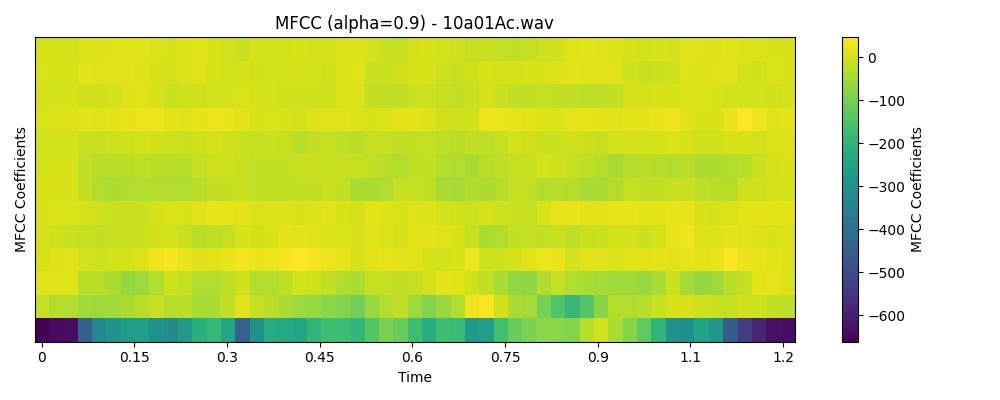 MFCC (alpha=0.9) - 10a01Ac.wav
MFCC Coefficients
0 0.15 0.3 0.45 0.6 0.75 0.9 1.1 1.2
Time
0
−100
−200
−300
−400
−500
−600
MFCC Coefficients